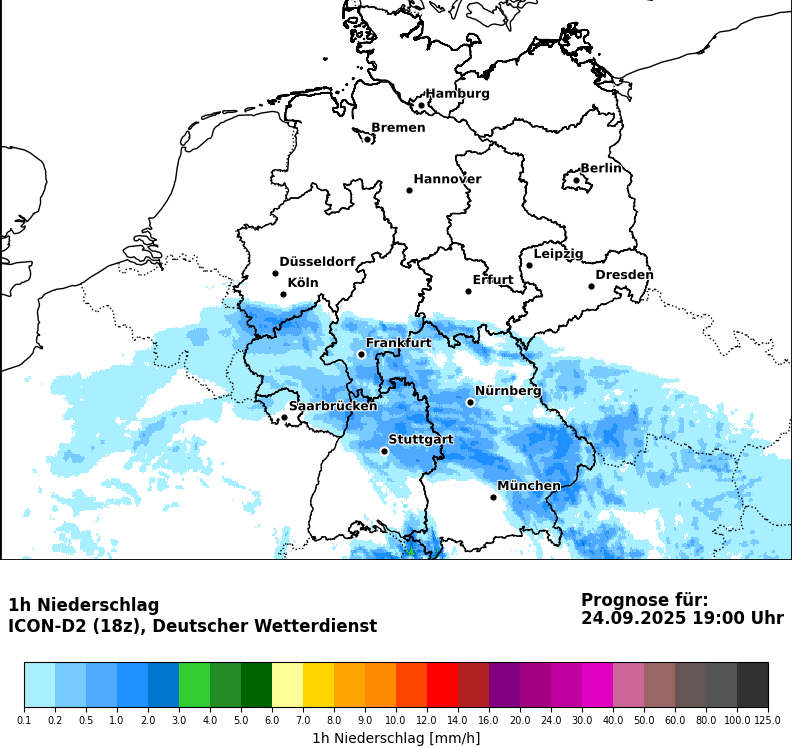 Hamburg
Bremen
Berlin
Hannover
Leipzig
Düsseldorf
Dresden
Köln
Erfurt
Frankfurt
Nürnberg
Saarbrücken
Stuttgart
München
1h Niederschlag
ICON-D2 (18z), Deutscher Wetterdienst
Prognose für:
24.09.2025 19:00 Uhr
0.1 0.2 0.5 1.0 2.0 3.0 4.0 5.0 6.0 7.0 8.0 9.0 10.0 12.0 14.0 16.0 20.0 24.0 30.0 40.0 50.0 60.0 80.0 100.0 125.0
1h Niederschlag [mm/h]